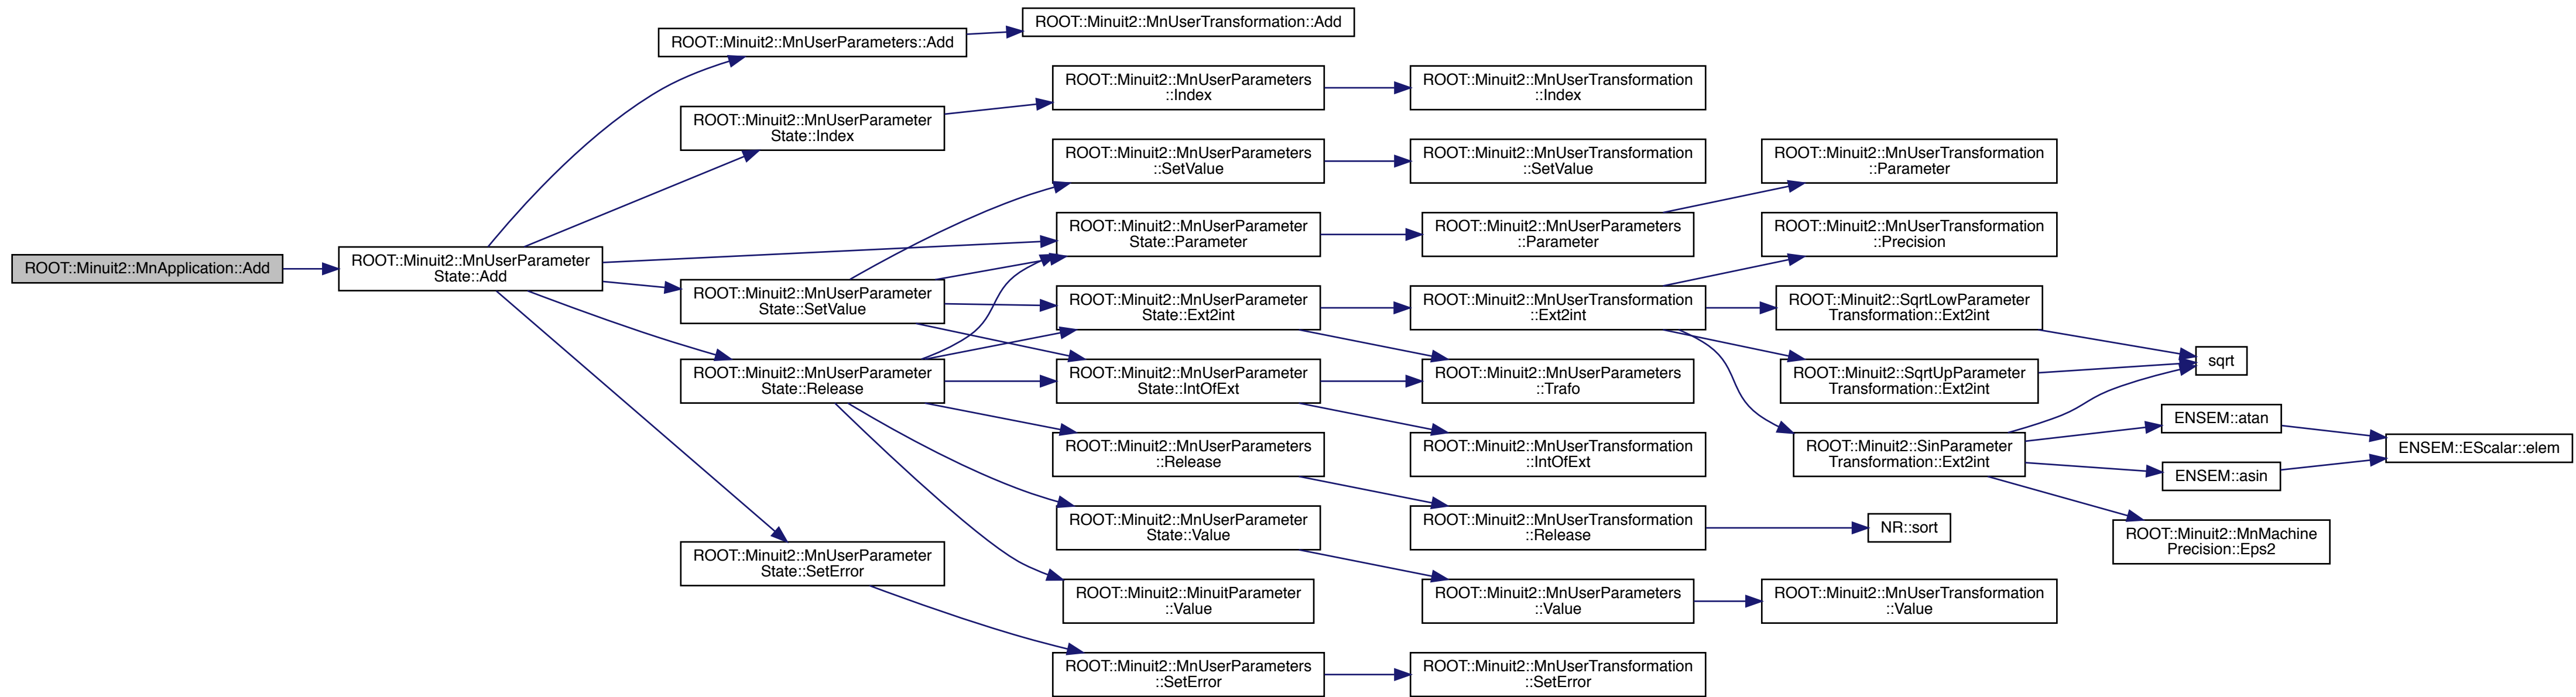 ROOT::Minuit2::MnApplication::Add
ROOT::Minuit2::MnUserParameter
State::Add
ROOT::Minuit2::MnUserParameters::Add
ROOT::Minuit2::MnUserParameter
State::Index
ROOT::Minuit2::MnUserParameter
State::SetValue
ROOT::Minuit2::MnUserParameter
State::Release
ROOT::Minuit2::MnUserParameter
State::SetError
ROOT::Minuit2::MnUserTransformation::Add
ROOT::Minuit2::MnUserParameters
::Index
ROOT::Minuit2::MnUserParameters
::SetValue
ROOT::Minuit2::MnUserParameter
State::Parameter
ROOT::Minuit2::MnUserParameter
State::Ext2int
ROOT::Minuit2::MnUserParameter
State::IntOfExt
ROOT::Minuit2::MnUserParameters
::Release
ROOT::Minuit2::MnUserParameter
State::Value
ROOT::Minuit2::MinuitParameter
::Value
ROOT::Minuit2::MnUserParameters
::SetError
ROOT::Minuit2::MnUserTransformation
::Index
ROOT::Minuit2::MnUserTransformation
::SetValue
ROOT::Minuit2::MnUserParameters
::Parameter
ROOT::Minuit2::MnUserTransformation
::Ext2int
ROOT::Minuit2::MnUserParameters
::Trafo
ROOT::Minuit2::MnUserTransformation
::IntOfExt
ROOT::Minuit2::MnUserTransformation
::Release
ROOT::Minuit2::MnUserParameters
::Value
ROOT::Minuit2::MnUserTransformation
::SetError
ROOT::Minuit2::MnUserTransformation
::Parameter
ROOT::Minuit2::MnUserTransformation
::Precision
ROOT::Minuit2::SqrtLowParameter
Transformation::Ext2int
ROOT::Minuit2::SqrtUpParameter
Transformation::Ext2int
ROOT::Minuit2::SinParameter
Transformation::Ext2int
NR::sort
ROOT::Minuit2::MnUserTransformation
::Value
sqrt
ENSEM::atan
ENSEM::asin
ROOT::Minuit2::MnMachine
Precision::Eps2
ENSEM::EScalar::elem